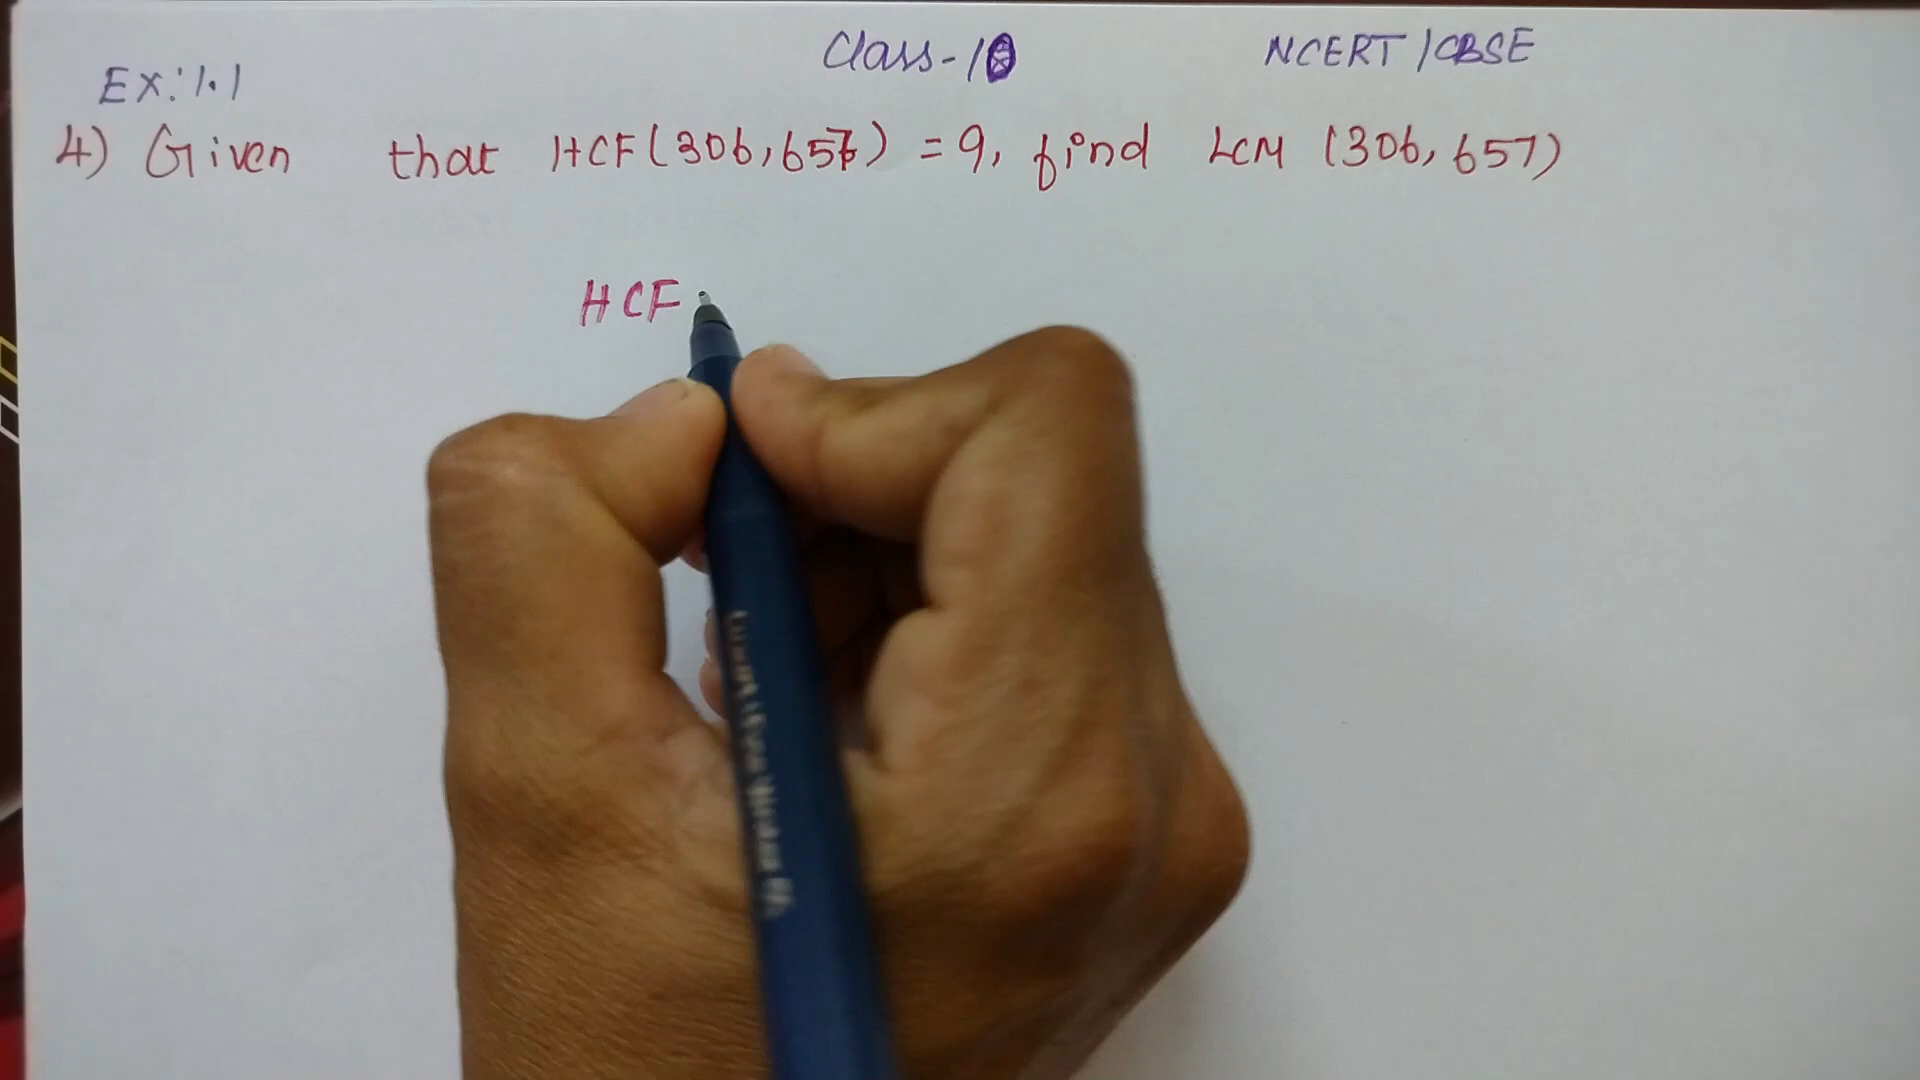 Class-10 NCERT/CBSE
Ex:1.1
4) Given that HCF(306,657) = 9, find LCM (306,657)
HCF